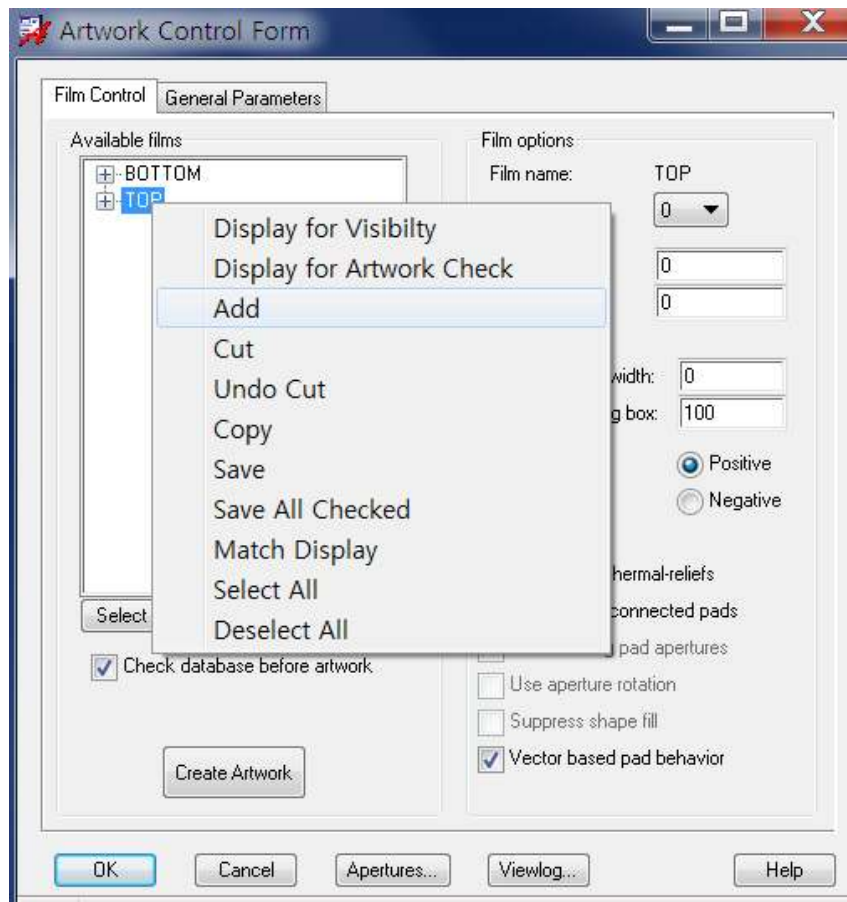 Artwork Control Form
Film Control
General Parameters
Available films
BOTTOM
TOP
Display for Visibilty
Display for Artwork Check
Add
Cut
Undo Cut
Copy
Save
Save All Checked
Match Display
Select All
Deselect All
Select
Check database before artwork
Create Artwork
Film options
Film name: TOP
0
0
0
width: 0
g box: 100
Positive
Negative
hermal-reliefs
connected pads
pad apertures
Use aperture rotation
Suppress shape fill
Vector based pad behavior
OK
Cancel
Apertures...
Viewlog...
Help